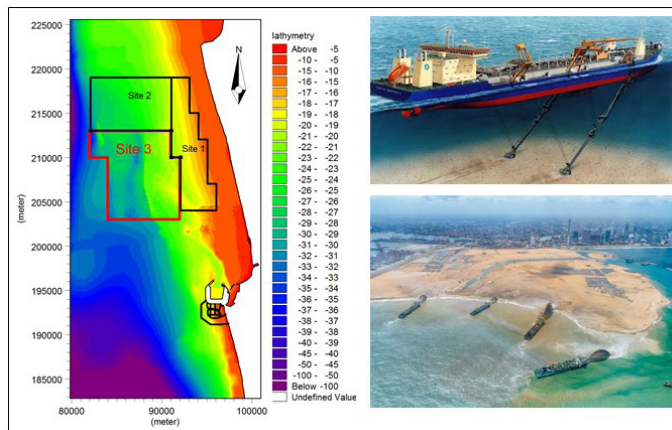 Bathymetry
Above -5
-10 - -5
-15 - -10
-16 - -15
-17 - -16
-18 - -17
-19 - -18
-20 - -19
-21 - -20
-22 - -21
-23 - -22
-24 - -23
-25 - -24
-26 - -25
-27 - -26
-28 - -27
-29 - -28
-30 - -29
-31 - -30
-32 - -31
-33 - -32
-34 - -33
-35 - -34
-36 - -35
-37 - -36
-38 - -37
-39 - -38
-40 - -39
-45 - -40
-50 - -45
-100 - -50
Below -100
Undefined Value
N
Site 2
Site 1
Site 3
225000
220000
215000
210000
205000
200000
195000
190000
185000
(meter)
80000 90000 100000
(meter)